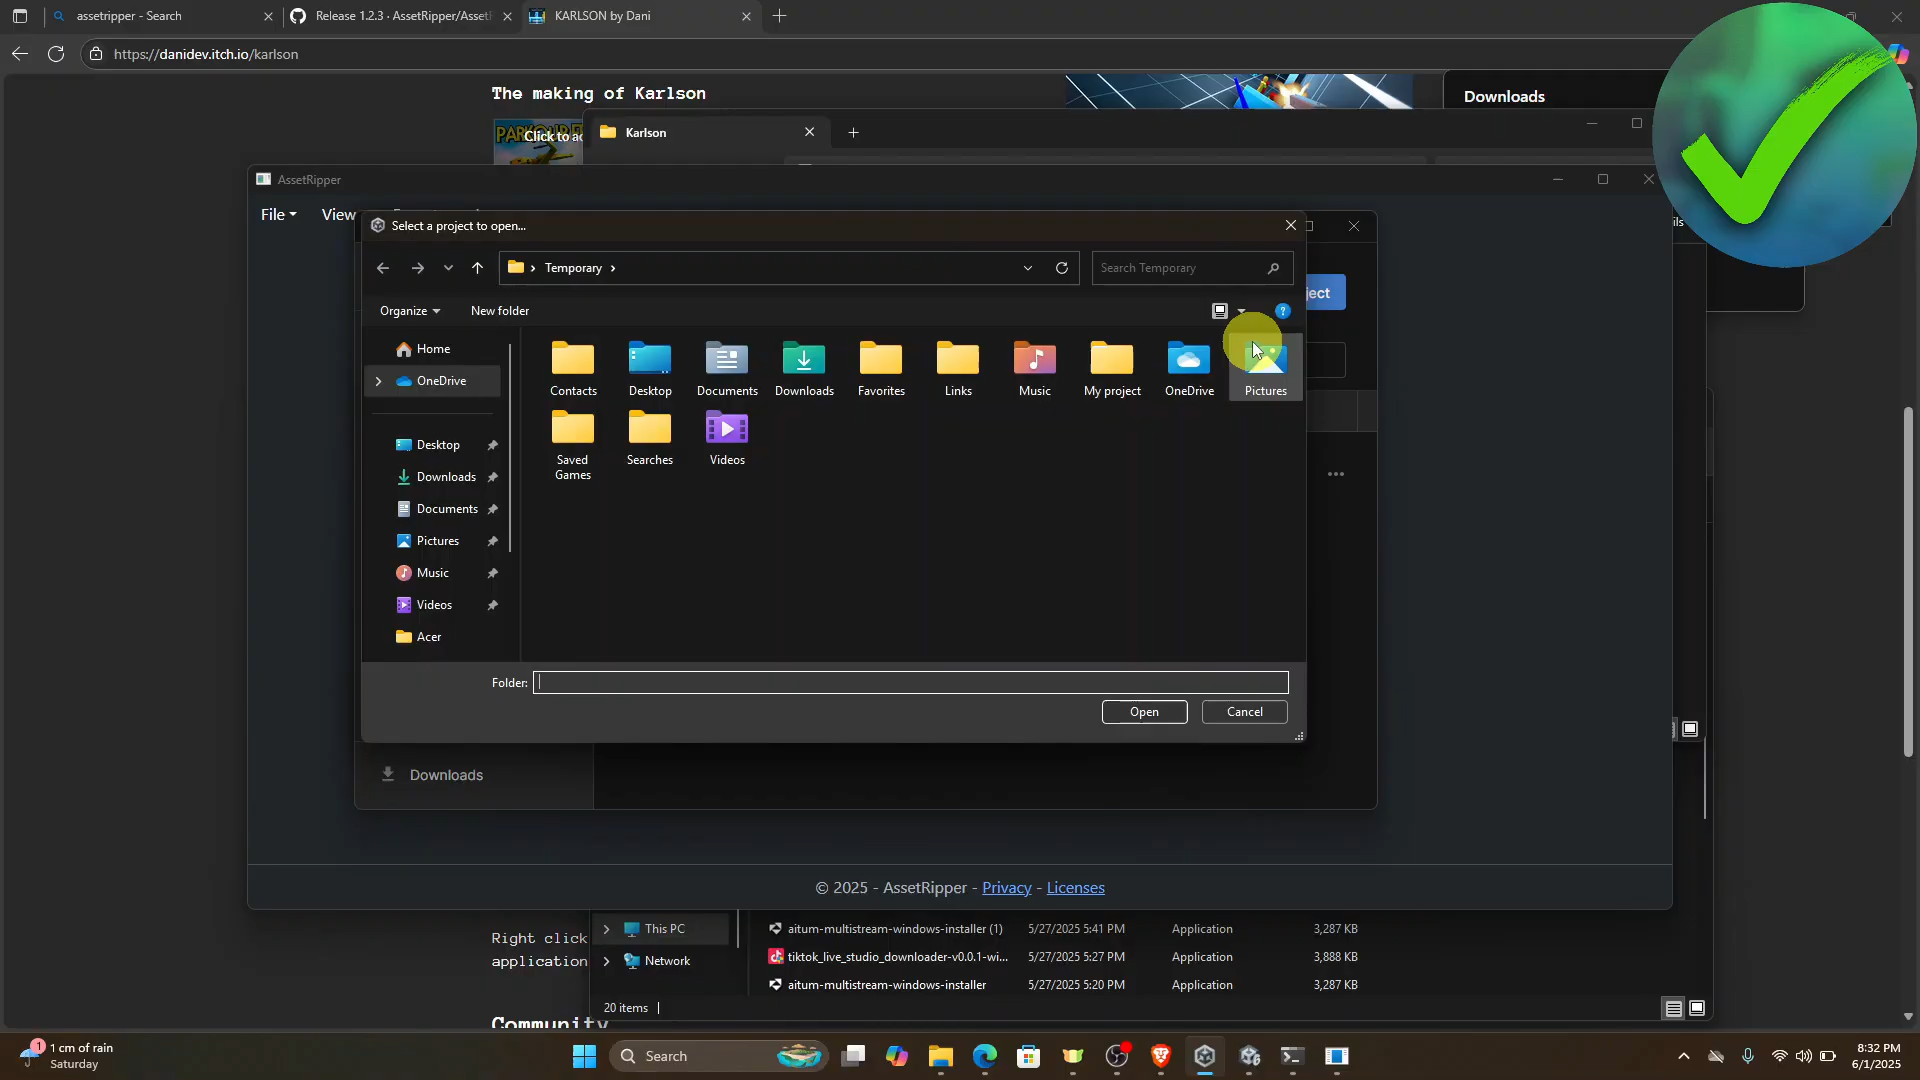 assetripper - Search
Release 1.2.3 · AssetRipper/AssetR
KARLSON by Dani
https://danidev.itch.io/karlson
The making of Karlson
Downloads
PARKOUR
Click to ac
Karlson
AssetRipper
File
View
Select a project to open...
Temporary
Search Temporary
ject
Organize
New folder
Home
OneDrive
Desktop
Downloads
Documents
Pictures
Music
Videos
Acer
Contacts
Desktop
Documents
Downloads
Favorites
Links
Music
My project
OneDrive
Pictures
Saved
Games
Searches
Videos
Folder:
Open
Cancel
Downloads
© 2025 - AssetRipper - Privacy - Licenses
Right click
application
Community
This PC
Network
aitum-multistream-windows-installer (1) 5/27/2025 5:41 PM Application 3,287 KB
tiktok_live_studio_downloader-v0.0.1-wi... 5/27/2025 5:27 PM Application 3,888 KB
aitum-multistream-windows-installer 5/27/2025 5:20 PM Application 3,287 KB
20 items
1
1 cm of rain
Saturday
Search
8:32 PM
6/1/2025